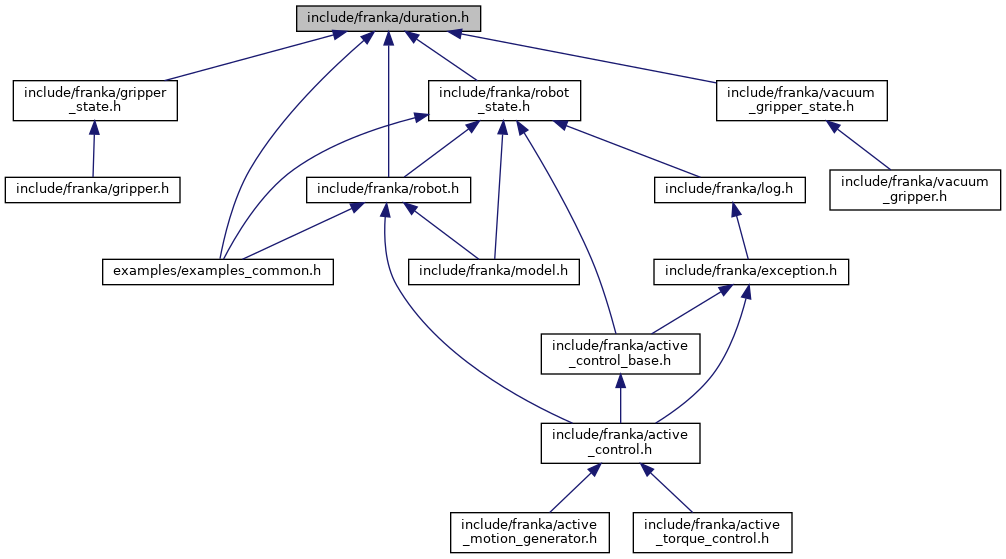 include/franka/duration.h
include/franka/gripper
_state.h
include/franka/robot
_state.h
include/franka/vacuum
_gripper_state.h
include/franka/gripper.h
include/franka/robot.h
include/franka/log.h
include/franka/vacuum
_gripper.h
examples/examples_common.h
include/franka/model.h
include/franka/exception.h
include/franka/active
_control_base.h
include/franka/active
_control.h
include/franka/active
_motion_generator.h
include/franka/active
_torque_control.h